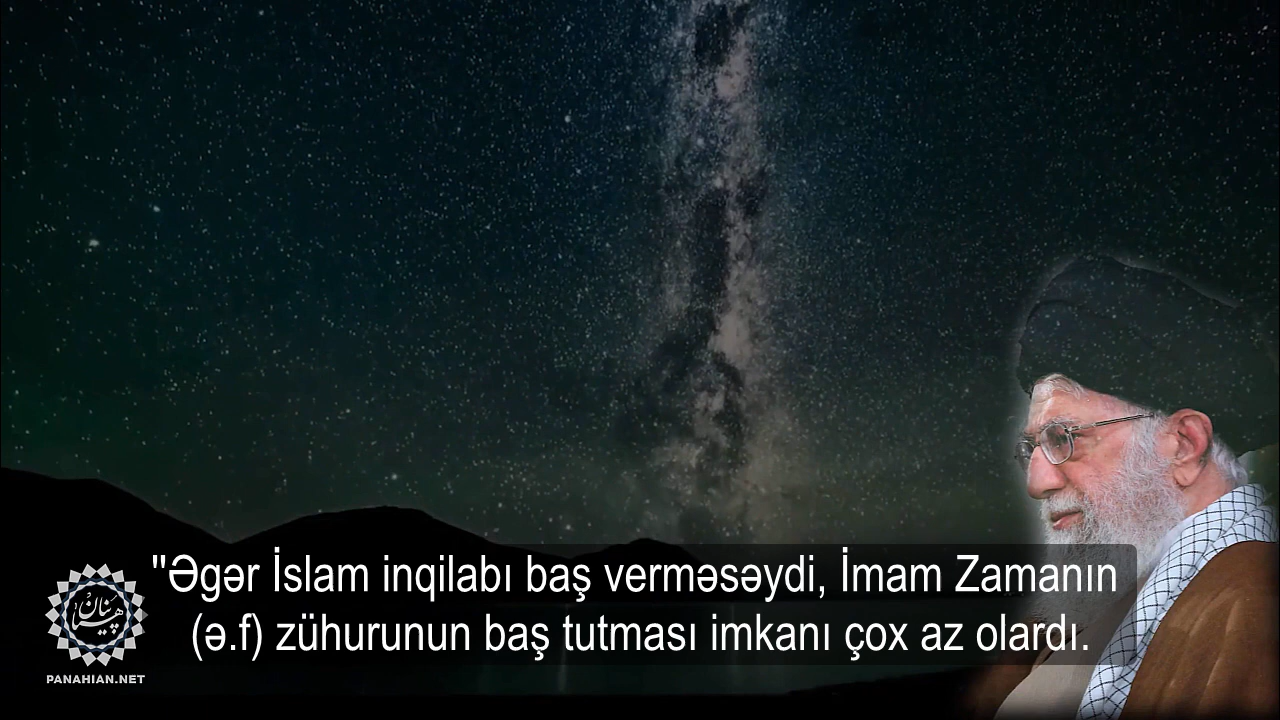 "Əgər İslam inqilabı baş verməsəydi, İmam Zamanın
(ə.f) zühurunun baş tutması imkanı çox az olardı.
PANAHIAN.NET